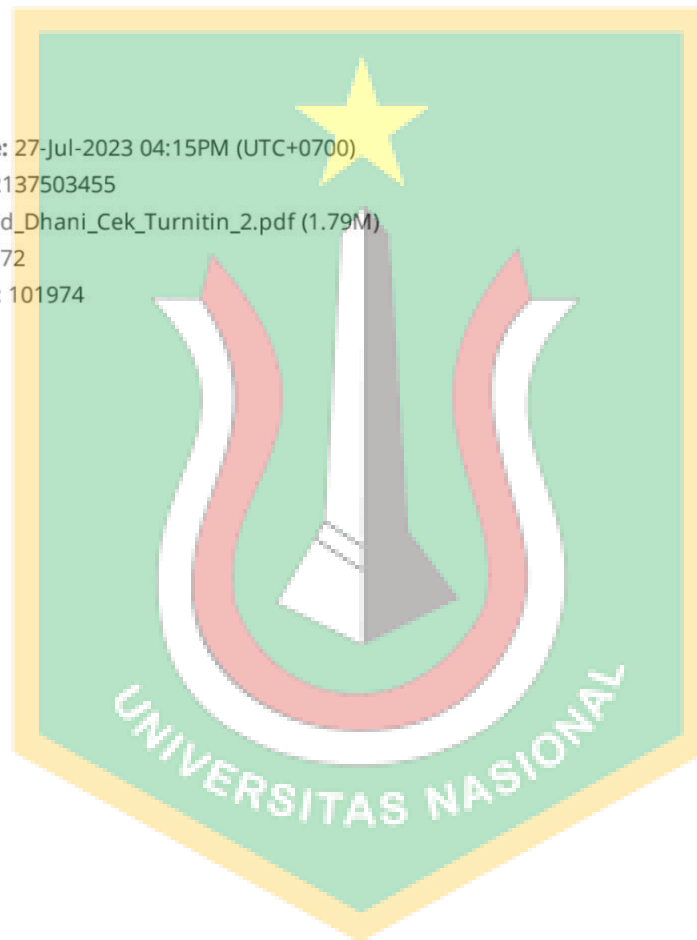 : 27-Jul-2023 04:15PM (UTC+0700)
137503455
d_Dhani_Cek_Turnitin_2.pdf (1.79M)
72
: 101974
UNIVERSITAS NASIONAL